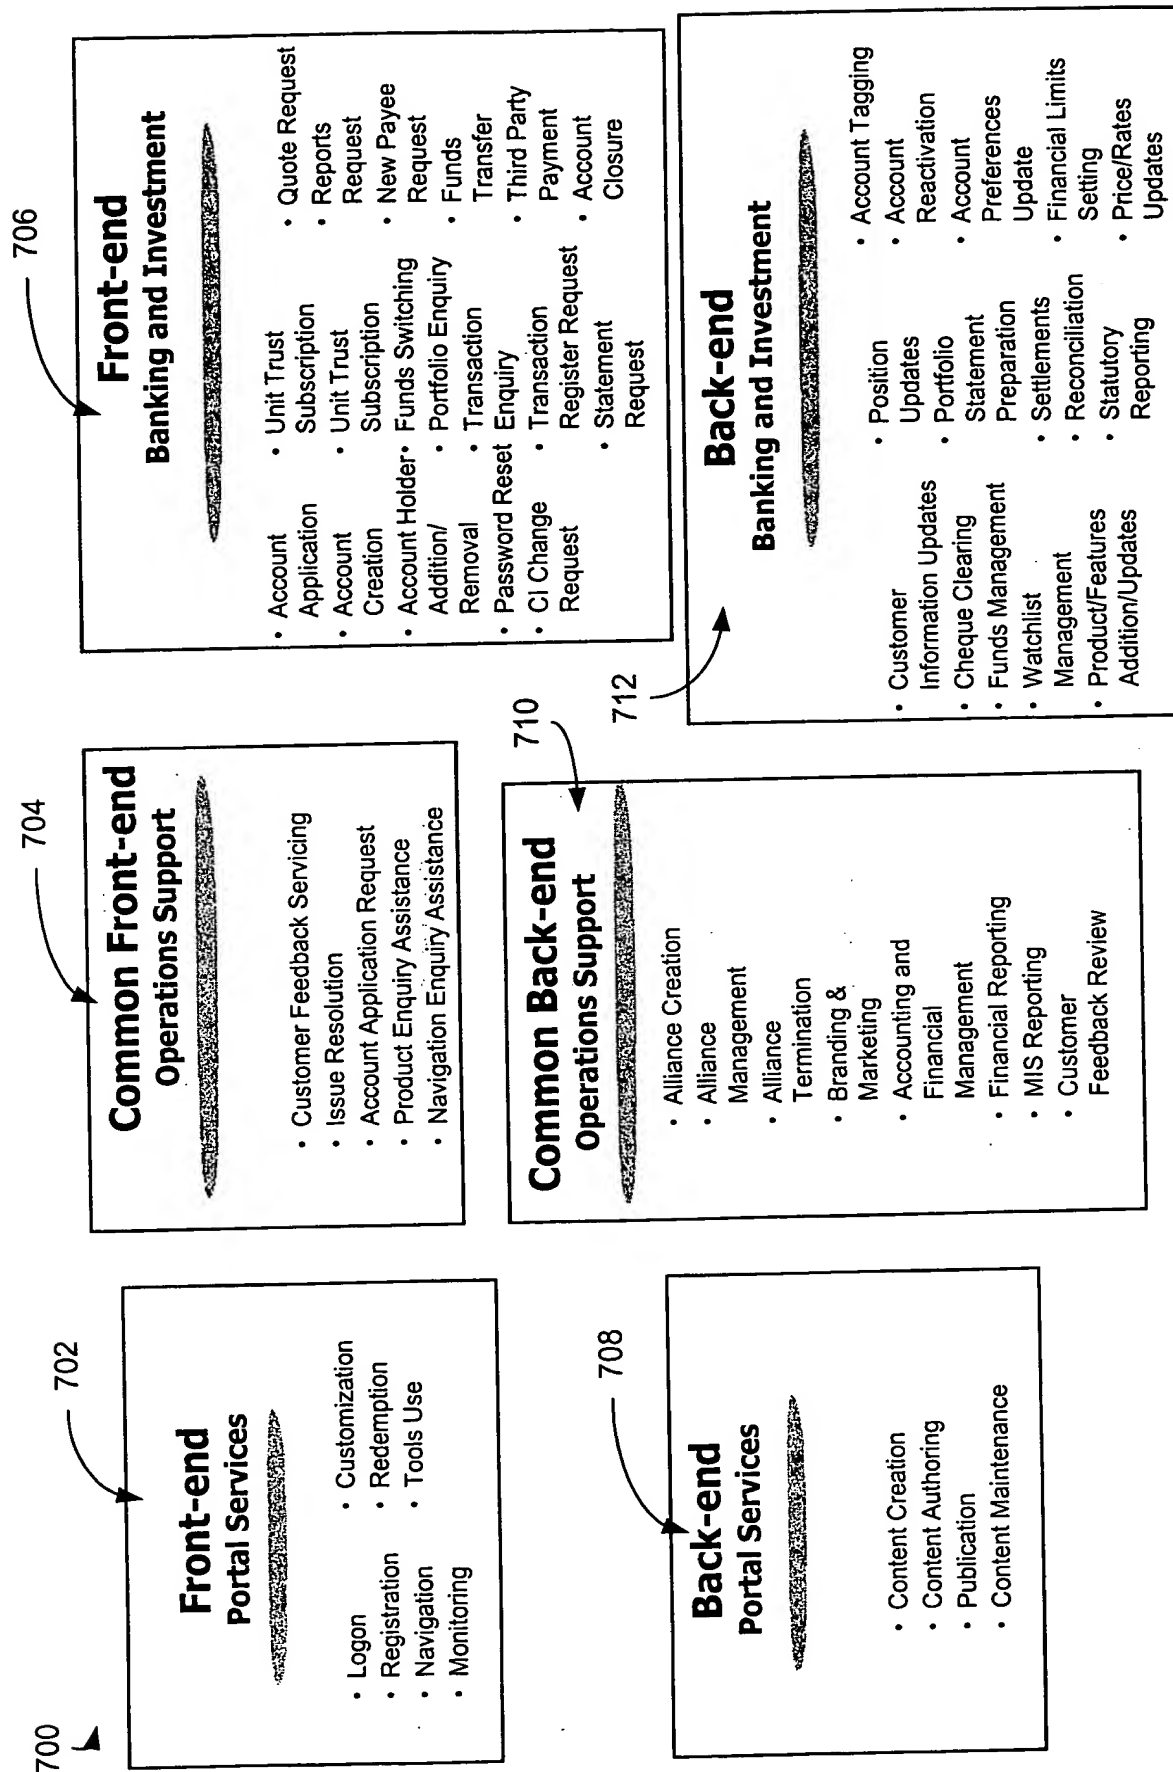 700
702
Front-end
Portal Services
• Logon
• Registration
• Navigation
• Monitoring
• Customization
• Redemption
• Tools Use
704
Common Front-end
Operations Support
• Customer Feedback Servicing
• Issue Resolution
• Account Application Request
• Product Enquiry Assistance
• Navigation Enquiry Assistance
706
Front-end
Banking and Investment
• Account
Application
• Account
Creation
• Account Holder
Addition/
Removal
• Password Reset
• CI Change
Request
• Unit Trust
Subscription
• Unit Trust
Subscription
• Funds Switching
• Portfolio Enquiry
• Transaction
Enquiry
• Transaction
Register Request
• Statement
Request
• Quote Request
• Reports
Request
• New Payee
Request
• Funds
Transfer
• Third Party
Payment
• Account
Closure
708
Back-end
Portal Services
• Content Creation
• Content Authoring
• Publication
• Content Maintenance
710
Common Back-end
Operations Support
• Alliance Creation
• Alliance
Management
• Alliance
Termination
• Branding &
Marketing
• Accounting and
Financial
Management
• Financial Reporting
• MIS Reporting
• Customer
Feedback Review
712
Back-end
Banking and Investment
• Customer
Information Updates
• Cheque Clearing
• Funds Management
• Watchlist
Management
• Product/Features
Addition/Updates
• Position
Updates
• Portfolio
Statement
Preparation
• Settlements
• Reconciliation
• Statutory
Reporting
• Account Tagging
• Account
Reactivation
• Account
Preferences
Update
• Financial Limits
Setting
• Price/Rates
Updates